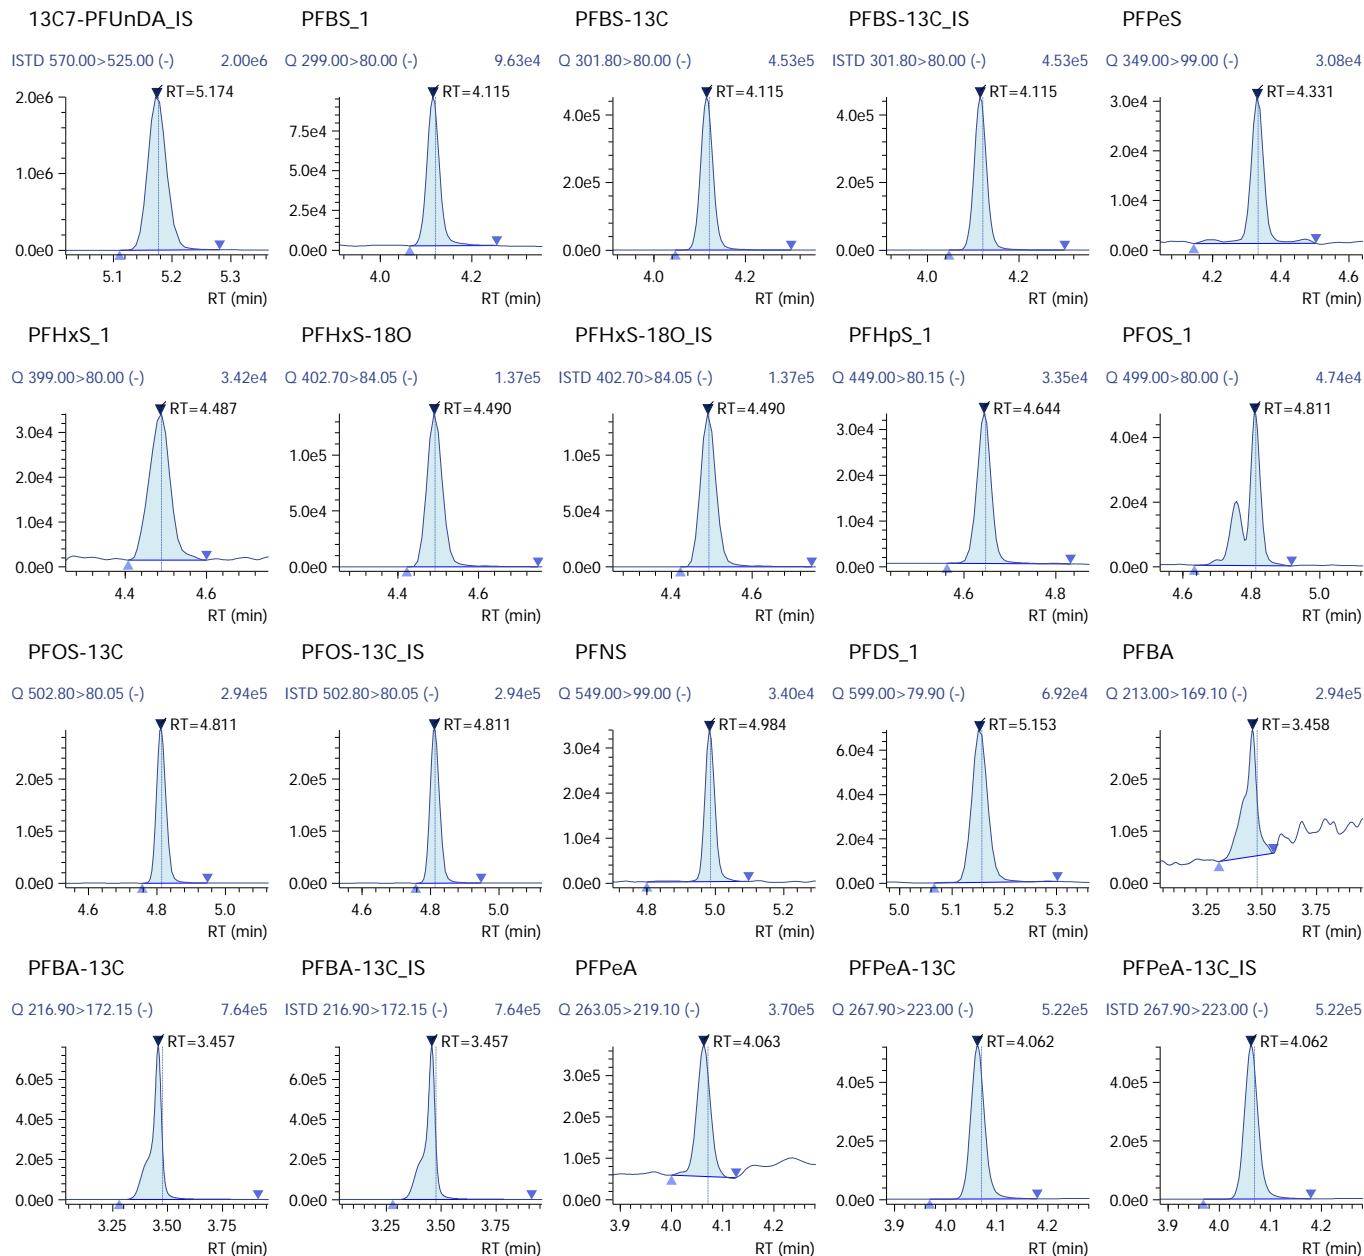 13C7-PFUnDA_IS
ISTD 570.00>525.00 (-) 2.00e6
RT=5.174
2.0e6
1.0e6
0.0e0
5.1 5.2 5.3
RT (min)
PFBS_1
Q 299.00>80.00 (-) 9.63e4
RT=4.115
7.5e4
5.0e4
2.5e4
0.0e0
4.0 4.2
RT (min)
PFBS-13C
Q 301.80>80.00 (-) 4.53e5
RT=4.115
4.0e5
2.0e5
0.0e0
4.0 4.2
RT (min)
PFBS-13C_IS
ISTD 301.80>80.00 (-) 4.53e5
RT=4.115
4.0e5
2.0e5
0.0e0
4.0 4.2
RT (min)
PFPeS
Q 349.00>99.00 (-) 3.08e4
RT=4.331
3.0e4
2.0e4
1.0e4
0.0e0
4.2 4.4 4.6
RT (min)
PFHxS_1
Q 399.00>80.00 (-) 3.42e4
RT=4.487
3.0e4
2.0e4
1.0e4
0.0e0
4.4 4.6
RT (min)
PFHxS-18O
Q 402.70>84.05 (-) 1.37e5
RT=4.490
1.0e5
5.0e4
0.0e0
4.4 4.6
RT (min)
PFHxS-18O_IS
ISTD 402.70>84.05 (-) 1.37e5
RT=4.490
1.0e5
5.0e4
0.0e0
4.4 4.6
RT (min)
PFHpS_1
Q 449.00>80.15 (-) 3.35e4
RT=4.644
3.0e4
2.0e4
1.0e4
0.0e0
4.6 4.8
RT (min)
PFOS_1
Q 499.00>80.00 (-) 4.74e4
RT=4.811
4.0e4
2.0e4
0.0e0
4.6 4.8 5.0
RT (min)
PFOS-13C
Q 502.80>80.05 (-) 2.94e5
RT=4.811
2.0e5
1.0e5
0.0e0
4.6 4.8 5.0
RT (min)
PFOS-13C_IS
ISTD 502.80>80.05 (-) 2.94e5
RT=4.811
2.0e5
1.0e5
0.0e0
4.6 4.8 5.0
RT (min)
PFNS
Q 549.00>99.00 (-) 3.40e4
RT=4.984
3.0e4
2.0e4
1.0e4
0.0e0
4.8 5.0 5.2
RT (min)
PFDS_1
Q 599.00>79.90 (-) 6.92e4
RT=5.153
6.0e4
4.0e4
2.0e4
0.0e0
5.0 5.1 5.2 5.3
RT (min)
PFBA
Q 213.00>169.10 (-) 2.94e5
RT=3.458
2.0e5
1.0e5
0.0e0
3.25 3.50 3.75
RT (min)
PFBA-13C
Q 216.90>172.15 (-) 7.64e5
RT=3.457
6.0e5
4.0e5
2.0e5
0.0e0
3.25 3.50 3.75
RT (min)
PFBA-13C_IS
ISTD 216.90>172.15 (-) 7.64e5
RT=3.457
6.0e5
4.0e5
2.0e5
0.0e0
3.25 3.50 3.75
RT (min)
PFPeA
Q 263.05>219.10 (-) 3.70e5
RT=4.063
3.0e5
2.0e5
1.0e5
0.0e0
3.9 4.0 4.1 4.2
RT (min)
PFPeA-13C
Q 267.90>223.00 (-) 5.22e5
RT=4.062
4.0e5
2.0e5
0.0e0
3.9 4.0 4.1 4.2
RT (min)
PFPeA-13C_IS
ISTD 267.90>223.00 (-) 5.22e5
RT=4.062
4.0e5
2.0e5
0.0e0
3.9 4.0 4.1 4.2
RT (min)